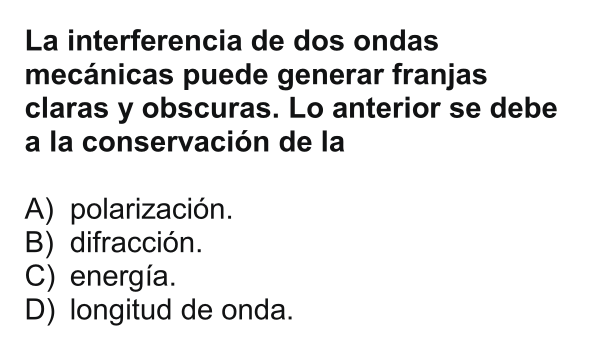 La interferencia de dos ondas
mecánicas puede generar franjas
claras y obscuras. Lo anterior se debe
a la conservación de la
A) polarización.
B) difracción.
C) energía.
D) longitud de onda.